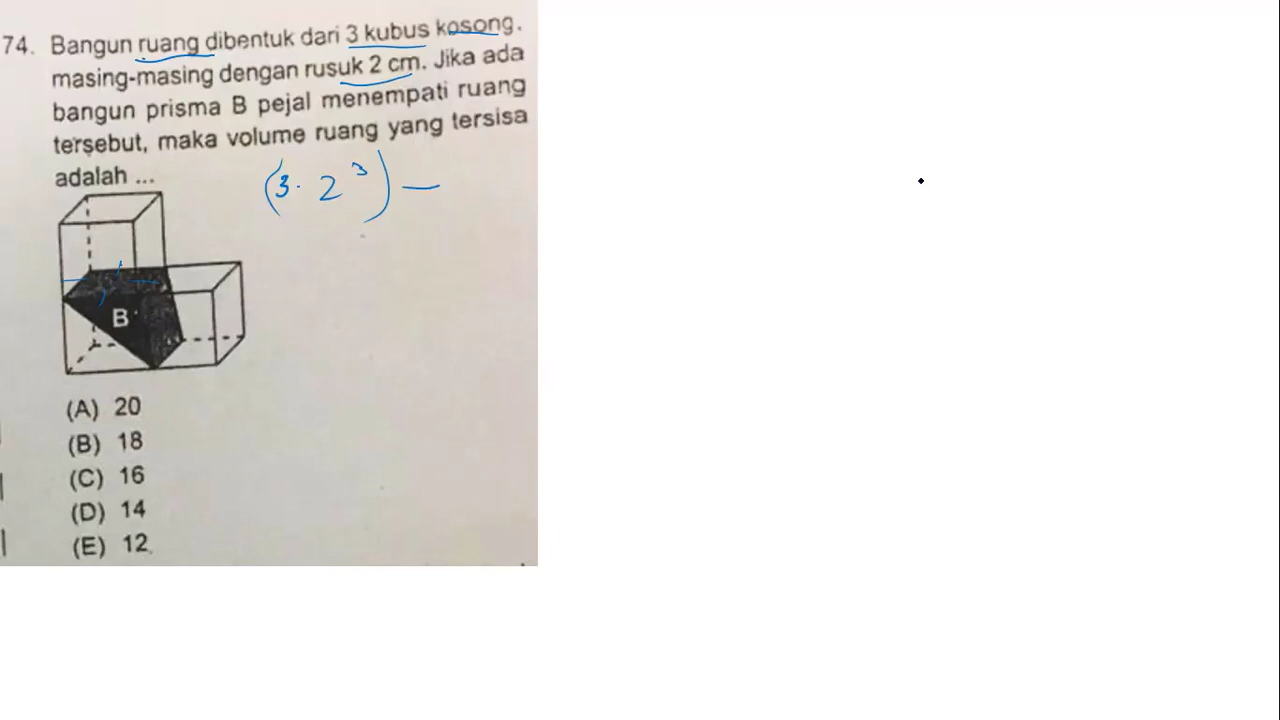 74. Bangun ruang dibentuk dari 3 kubus kosong.
masing-masing dengan rusuk 2 cm. Jika ada
bangun prisma B pejal menempati ruang
tersebut, maka volume ruang yang tersisa
adalah ...
(3 · 2³) —
B
(A) 20
(B) 18
(C) 16
(D) 14
(E) 12